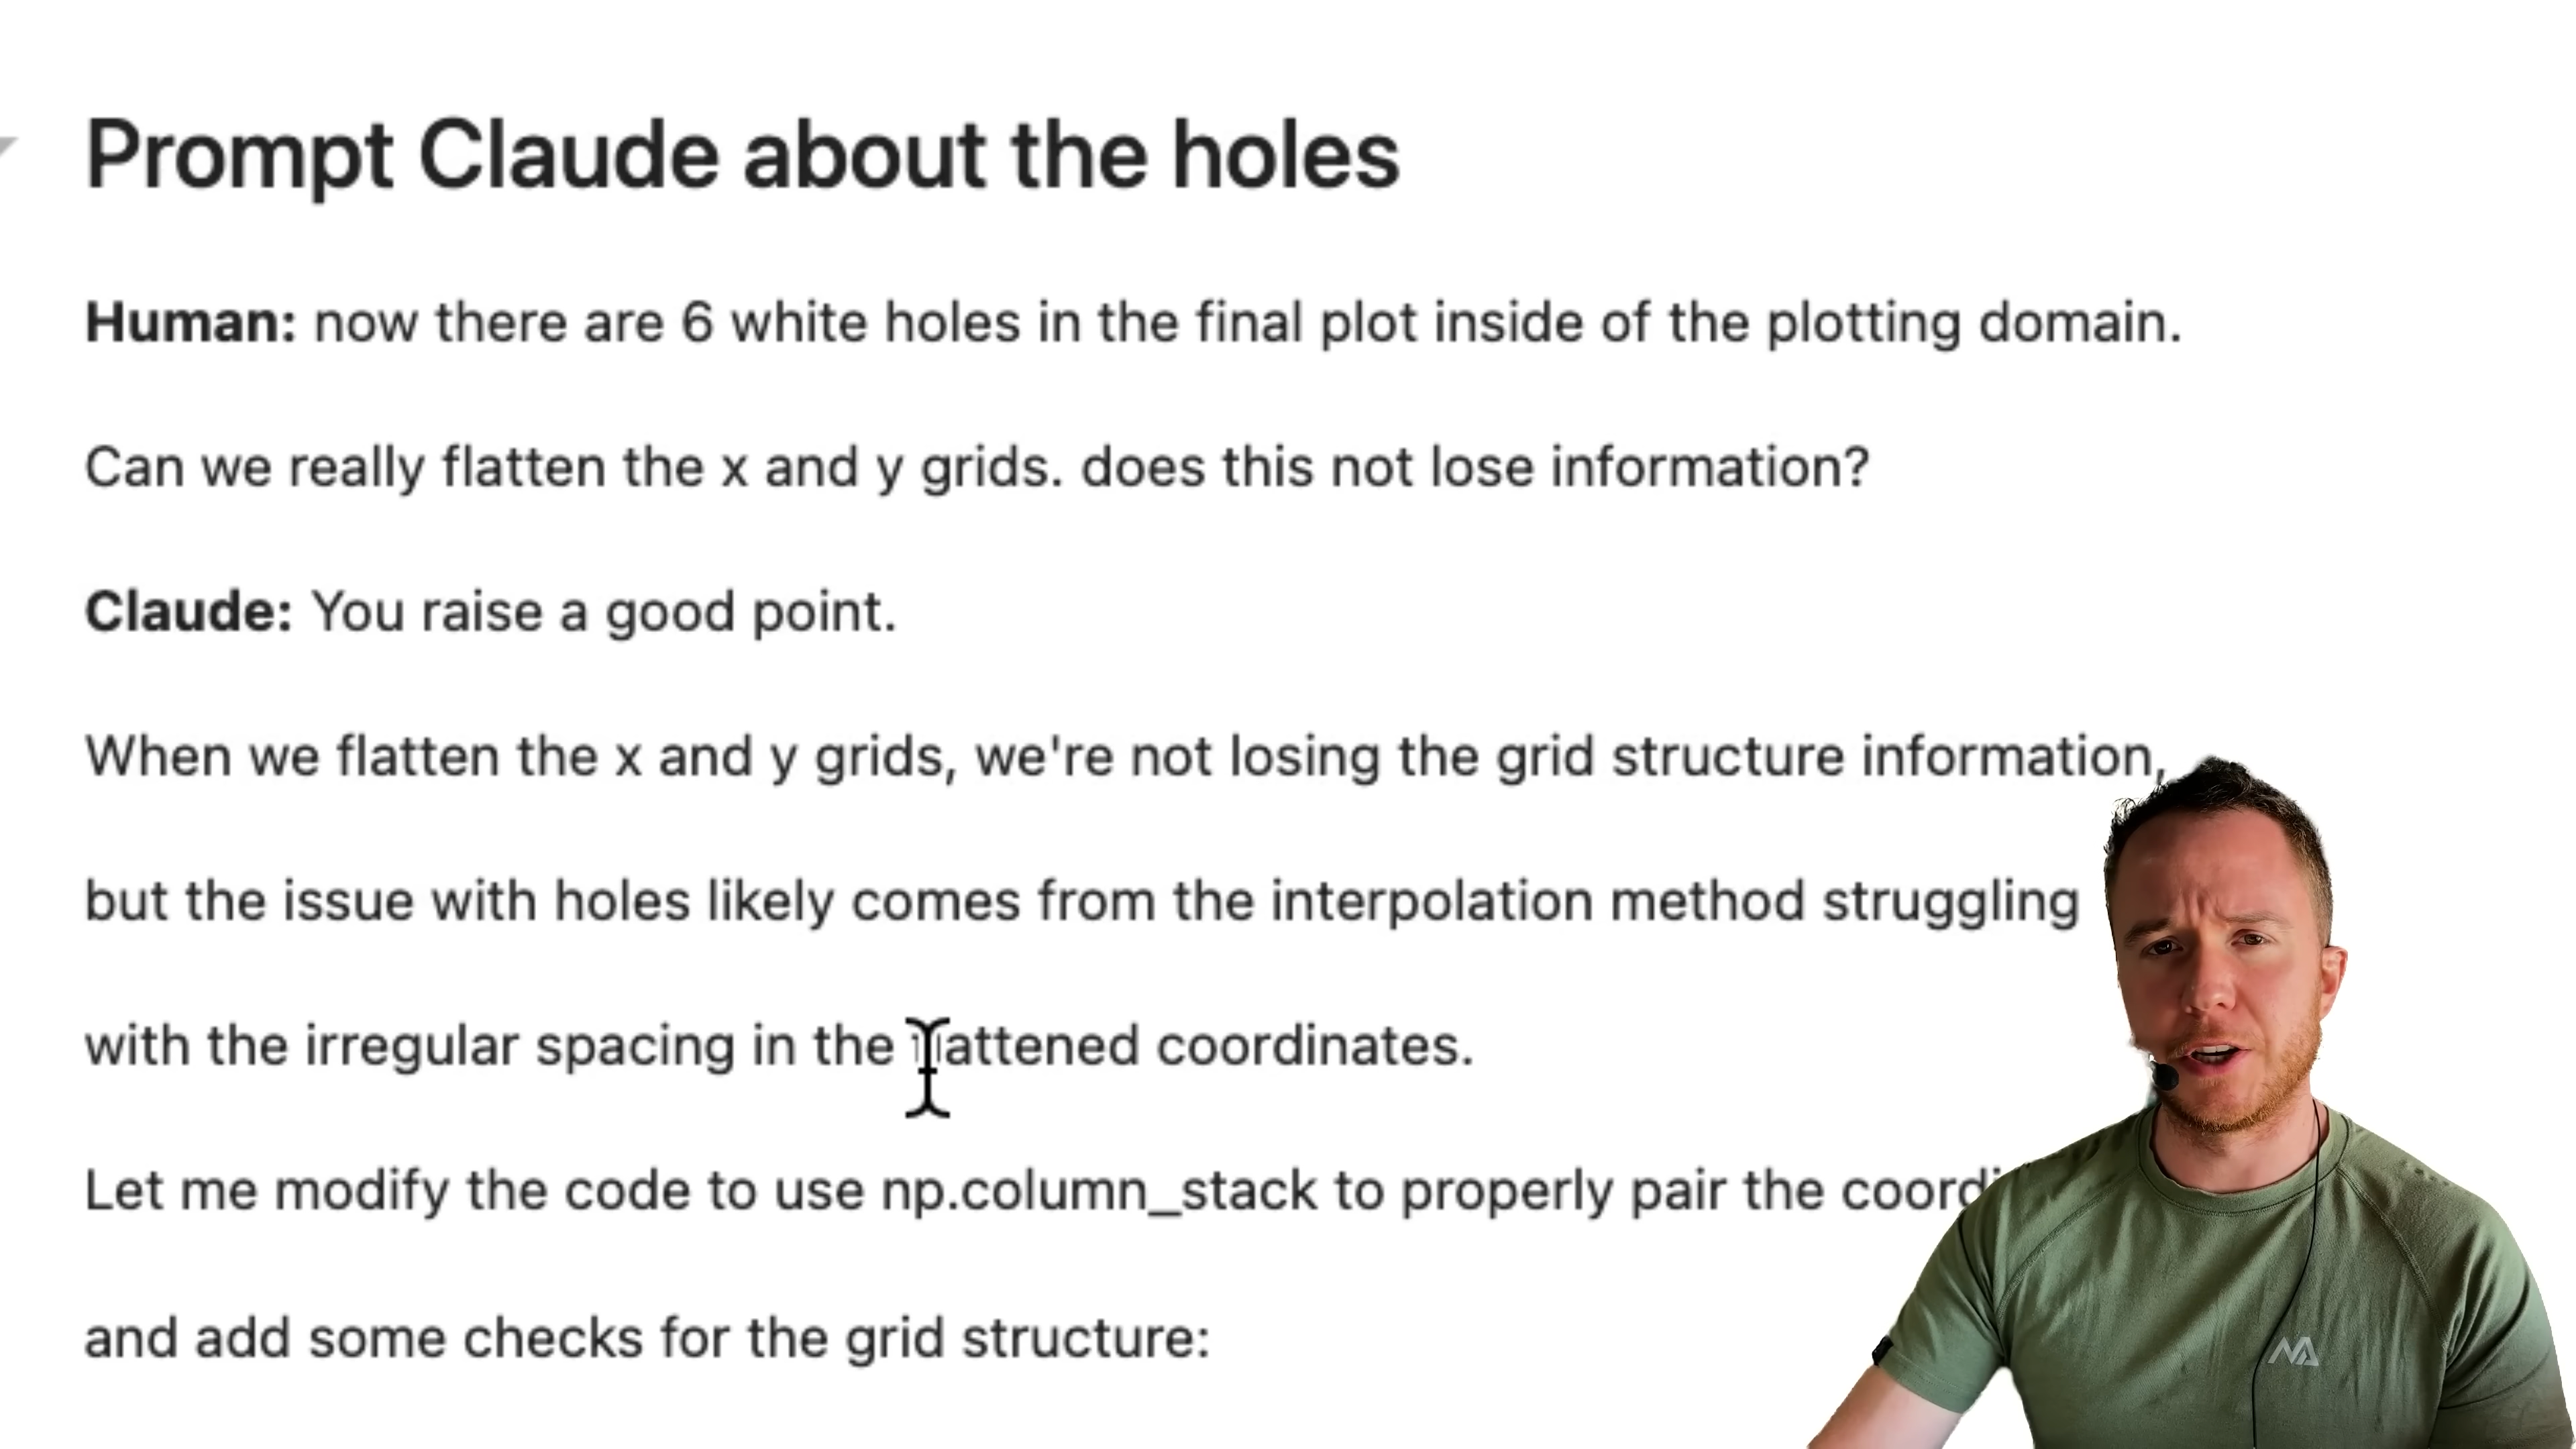 Prompt Claude about the holes
Human: now there are 6 white holes in the final plot inside of the plotting domain.
Can we really flatten the x and y grids. does this not lose information?
Claude: You raise a good point.
When we flatten the x and y grids, we're not losing the grid structure information,
but the issue with holes likely comes from the interpolation method struggling
with the irregular spacing in the flattened coordinates.
Let me modify the code to use np.column_stack to properly pair the
and add some checks for the grid structure: